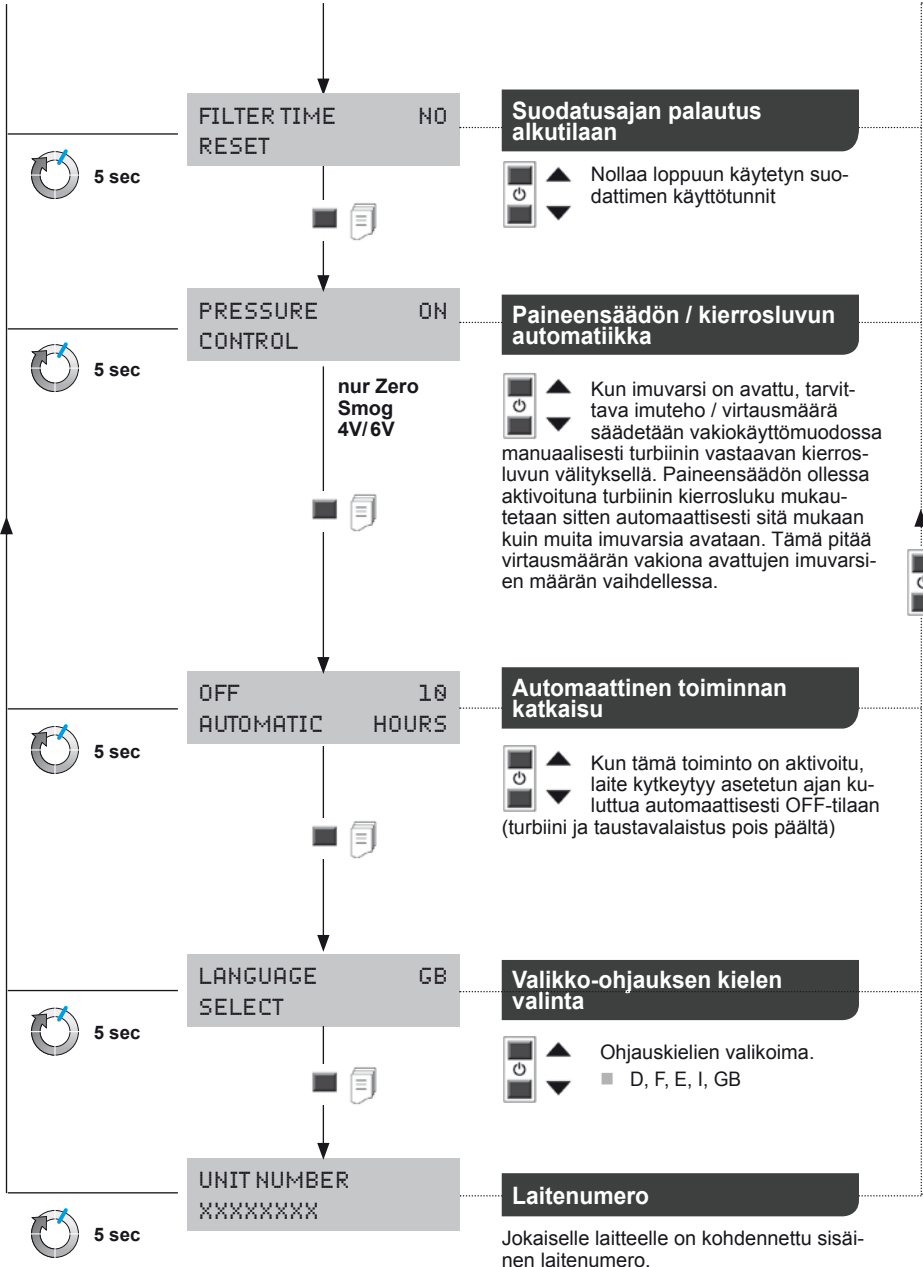 FILTER TIME NO
RESET
5 sec
Suodatusajan palautus
alkutilaan
Nollaa loppuun käytetyn suo-
dattimen käyttötunnit
PRESSURE ON
CONTROL
5 sec
nur Zero
Smog
4V/6V
Paineensäädön / kierrosluvun
automatiikka
Kun imuvarsi on avattu, tarvit-
tava imuteho / virtausmäärä
säädetään vakiokäyttömuodossa
manuaalisesti turbiinin vastaavan kierros-
luvun välityksellä. Paineensäädön ollessa
aktivoituna turbiinin kierrosluku mukau-
tetaan sitten automaattisesti sitä mukaan
kuin muita imuvarsia avataan. Tämä pitää
virtausmäärän vakiona avattujen imuvarsi-
en määrän vaihdellessa.
OFF 10
AUTOMATIC HOURS
5 sec
Automaattinen toiminnan
katkaisu
Kun tämä toiminto on aktivoitu,
laite kytkeytyy asetetun ajan ku-
luttua automaattisesti OFF-tilaan
(turbiini ja taustavalaistus pois päältä)
LANGUAGE GB
SELECT
5 sec
Valikko-ohjauksen kielen
valinta
Ohjauskielien valikoima.
D, F, E, I, GB
UNIT NUMBER
XXXXXXXX
5 sec
Laitenumero
Jokaiselle laitteelle on kohdennettu sisäi-
nen laitenumero.